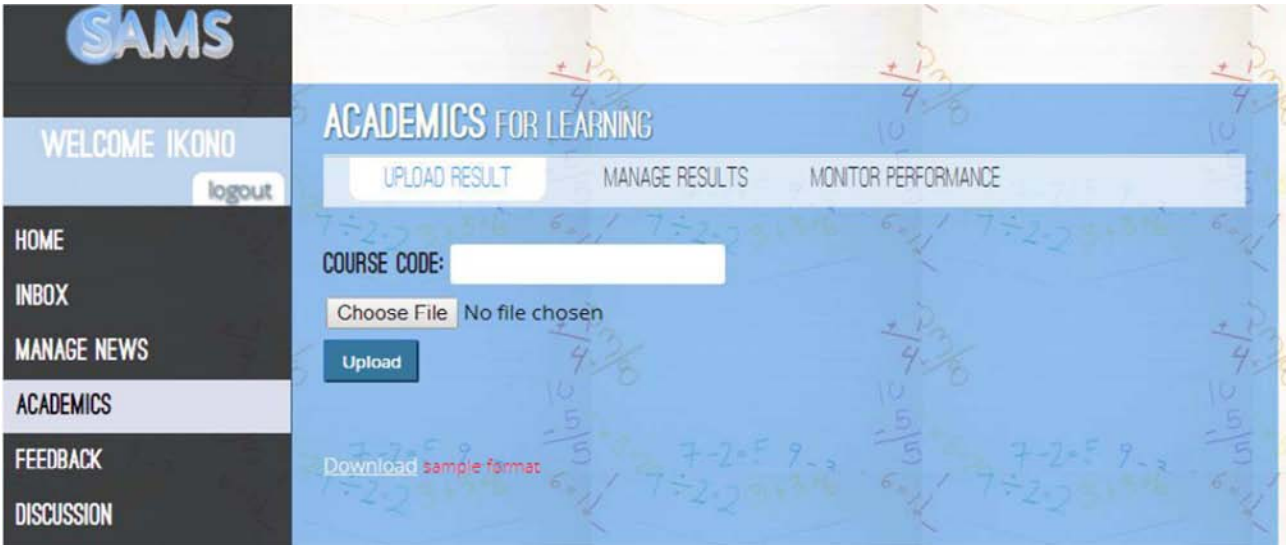 SAMS
WELCOME IKONO
logout
HOME
INBOX
MANAGE NEWS
ACADEMICS
FEEDBACK
DISCUSSION
ACADEMICS FOR LEARNING
UPLOAD RESULT MANAGE RESULTS MONITOR PERFORMANCE
COURSE CODE:
Choose File No file chosen
Upload
Download sample format